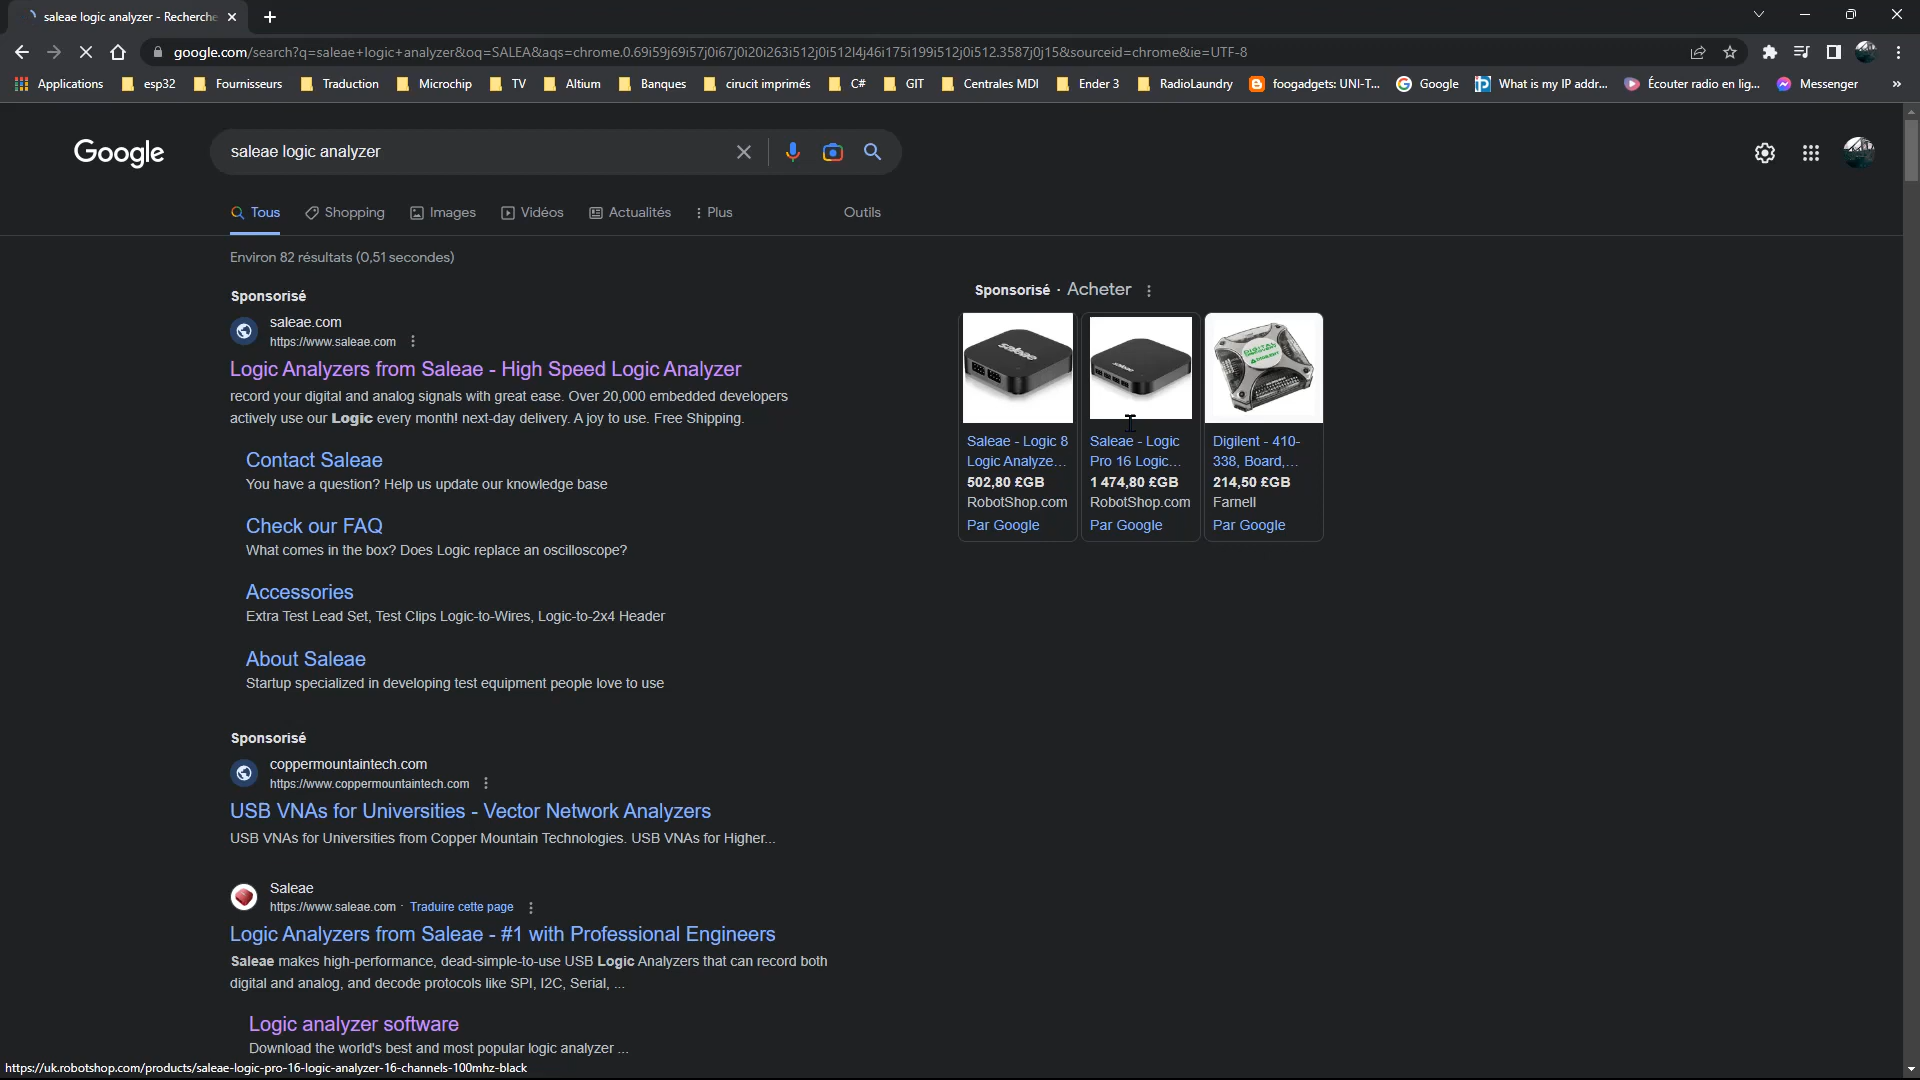 saleae logic analyzer - Recherche
google.com/search?q=saleae+logic+analyzer&oq=SALEA&aqs=chrome.0.69i59j69i57j0i67j0i20i263i512j0i512l4j46i175i199i512j0i512.3587j0j15&sourceid=chrome&ie=UTF-8
Applications esp32 Fournisseurs Traduction Microchip TV Altium Banques cirucit imprimés C# GIT Centrales MDI Ender 3 RadioLaundry foogadgets: UNI-T... Google What is my IP addr... Écouter radio en lig... Messenger »
Google
saleae logic analyzer
Tous Shopping Images Vidéos Actualités Plus Outils
Environ 82 résultats (0,51 secondes)
Sponsorisé
saleae.com
https://www.saleae.com
Logic Analyzers from Saleae - High Speed Logic Analyzer
record your digital and analog signals with great ease. Over 20,000 embedded developers
actively use our Logic every month! next-day delivery. A joy to use. Free Shipping.
Contact Saleae
You have a question? Help us update our knowledge base
Check our FAQ
What comes in the box? Does Logic replace an oscilloscope?
Accessories
Extra Test Lead Set, Test Clips Logic-to-Wires, Logic-to-2x4 Header
About Saleae
Startup specialized in developing test equipment people love to use
Sponsorisé
coppermountaintech.com
https://www.coppermountaintech.com
USB VNAs for Universities - Vector Network Analyzers
USB VNAs for Universities from Copper Mountain Technologies. USB VNAs for Higher...
Saleae
https://www.saleae.com · Traduire cette page
Logic Analyzers from Saleae - #1 with Professional Engineers
Saleae makes high-performance, dead-simple-to-use USB Logic Analyzers that can record both
digital and analog, and decode protocols like SPI, I2C, Serial, ...
Logic analyzer software
Download the world's best and most popular logic analyzer ...
Sponsorisé · Acheter
saleae
saleae
DIGITAL
DISCOVERY
DIGILENT
Saleae - Logic 8
Logic Analyze...
502,80 £GB
RobotShop.com
Par Google
Saleae - Logic
Pro 16 Logic...
1 474,80 £GB
RobotShop.com
Par Google
Digilent - 410-
338, Board,...
214,50 £GB
Farnell
Par Google
https://uk.robotshop.com/products/saleae-logic-pro-16-logic-analyzer-16-channels-100mhz-black